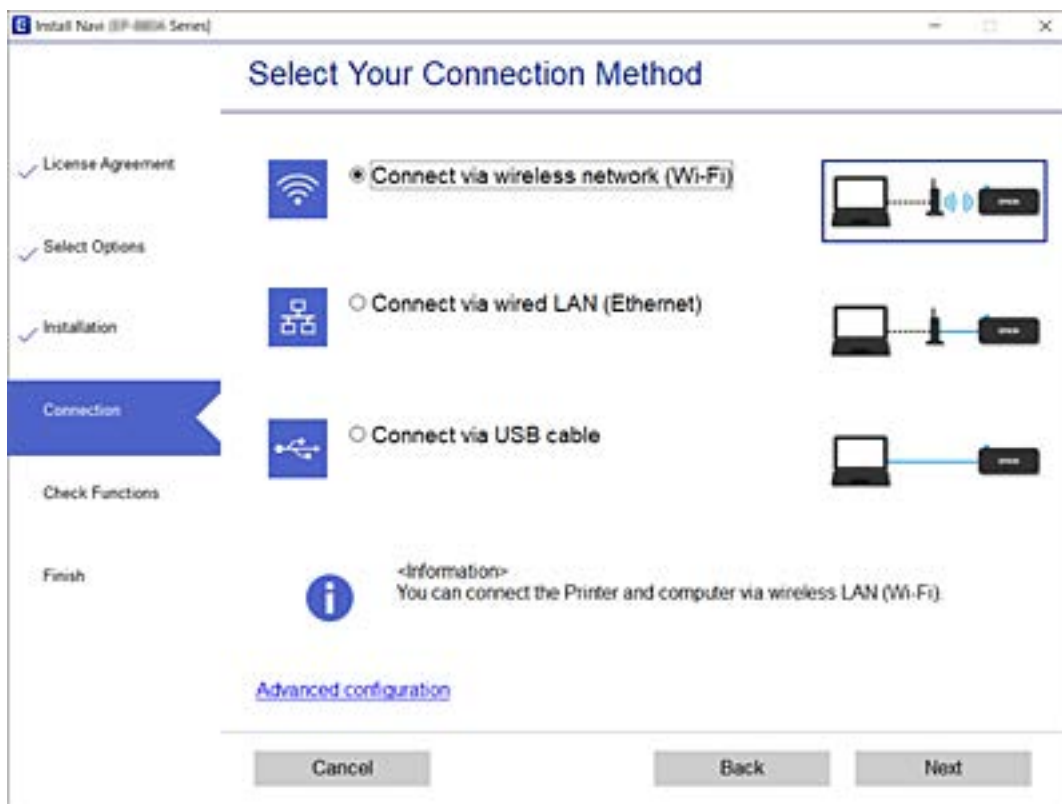 Install Navi Series]
Select Your Connection Method
License Agreement
Select Options
Installation
Connection
Check Functions
Finish
Connect via wireless network (Wi-Fi)
Connect via wired LAN (Ethernet)
Connect via USB cable
<Information>
You can connect the Printer and computer via wireless LAN (Wi-Fi).
Advanced configuration
Cancel
Back
Next